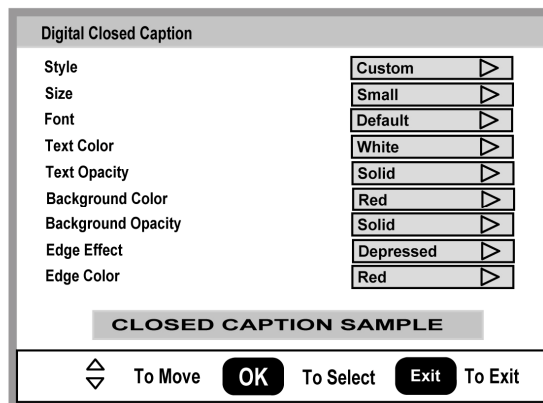 Digital Closed Caption
Style Custom
Size Small
Font Default
Text Color White
Text Opacity Solid
Background Color Red
Background Opacity Solid
Edge Effect Depressed
Edge Color Red
CLOSED CAPTION SAMPLE
To Move OK To Select Exit To Exit